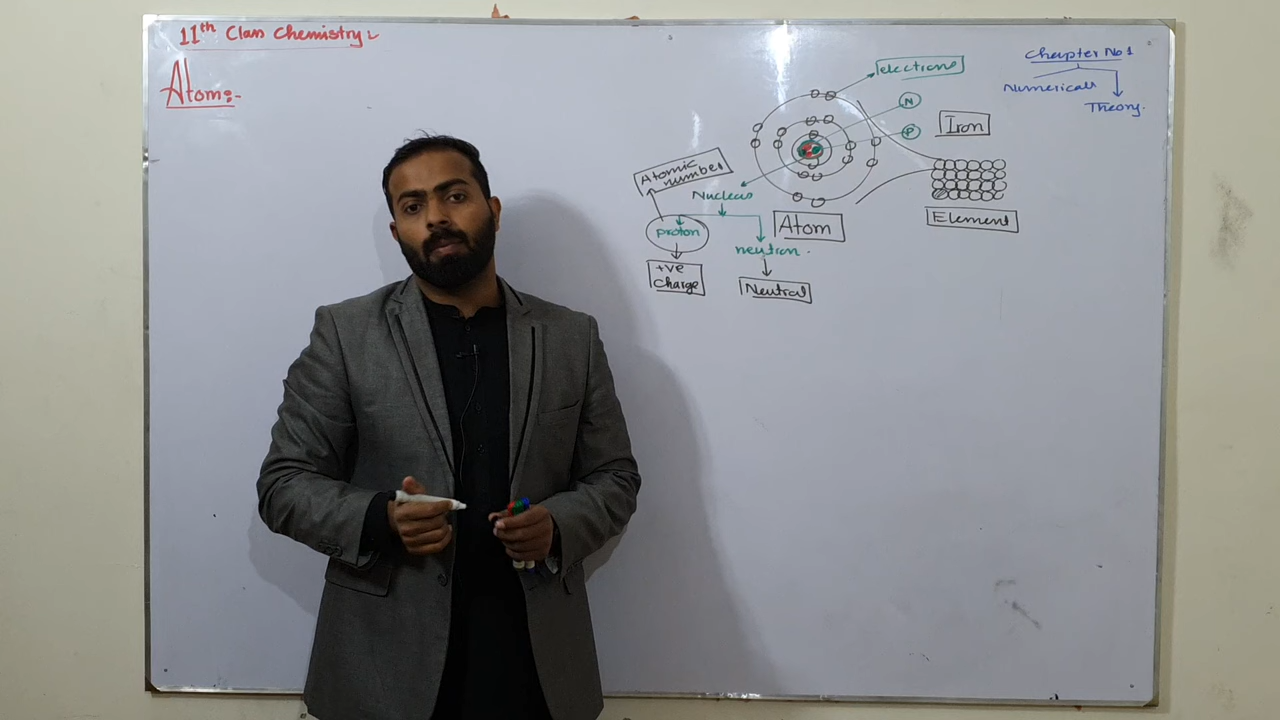 11th Class Chemistry:
Atom:-
Chapter No 1
Numericals
Theory.
electrons
N
P
Iron
Element
Atom
Atomic
number
Nucleus
proton
neutron
+ve
charge
Neutral